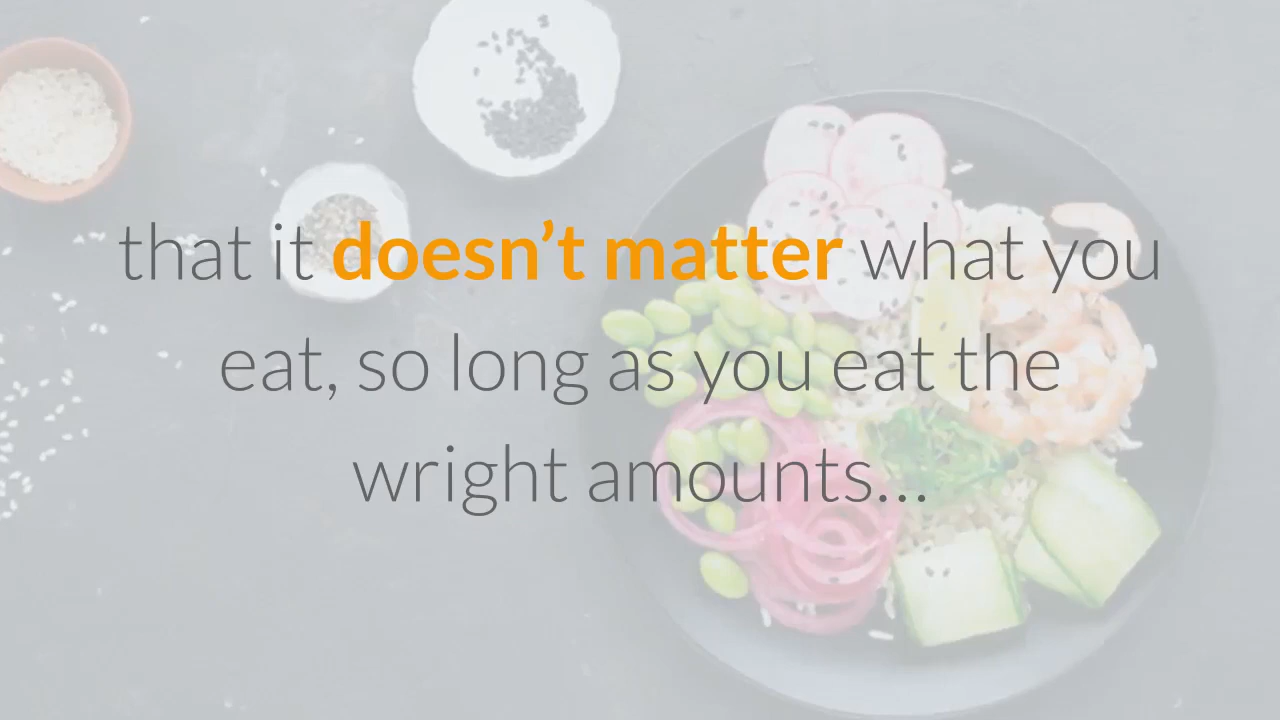 that it doesn’t matter what you
eat, so long as you eat the
wright amounts...